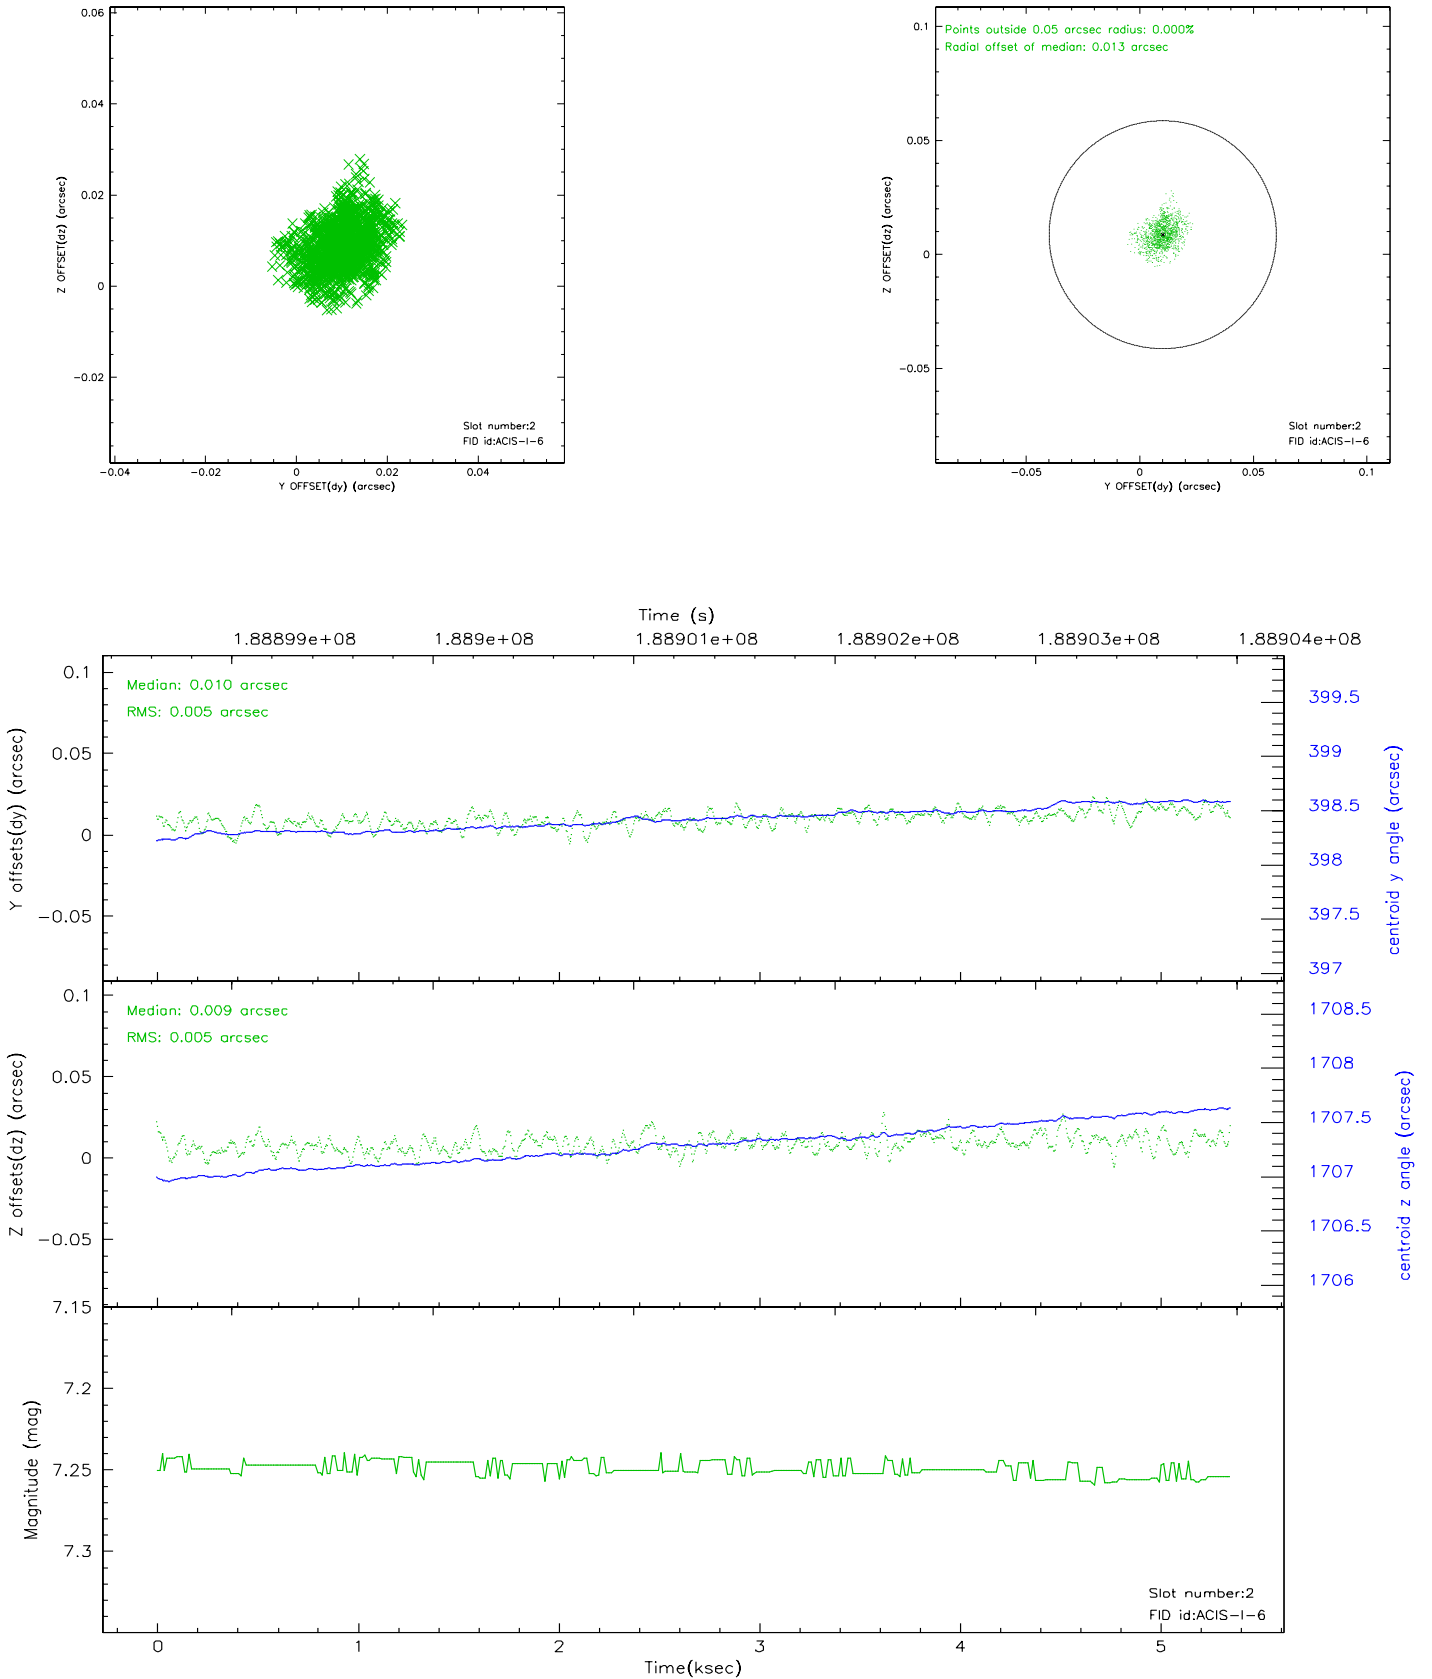 0.06
0.04
0.02
0
−0.02
Z OFFSET(dz) (arcsec)
Slot number:2
FID id:ACIS−I−6
−0.04
−0.02
0
0.02
0.04
Y OFFSET(dy) (arcsec)
Points outside 0.05 arcsec radius: 0.000%
Radial offset of median: 0.013 arcsec
0.1
0.05
0
−0.05
Z OFFSET(dz) (arcsec)
Slot number:2
FID id:ACIS−I−6
−0.05
0
0.05
0.1
Y OFFSET(dy) (arcsec)
Time (s)
1.88899e+08
1.889e+08
1.88901e+08
1.88902e+08
1.88903e+08
1.88904e+08
Median: 0.010 arcsec
RMS: 0.005 arcsec
0.1
0.05
0
−0.05
Y offsets(dy) (arcsec)
399.5
399
398.5
398
397.5
397
centroid y angle (arcsec)
Median: 0.009 arcsec
RMS: 0.005 arcsec
0.1
0.05
0
−0.05
Z offsets(dz) (arcsec)
1708.5
1708
1707.5
1707
1706.5
1706
centroid z angle (arcsec)
7.15
7.2
7.25
7.3
Magnitude (mag)
Slot number:2
FID id:ACIS−I−6
0
1
2
3
4
5
Time(ksec)